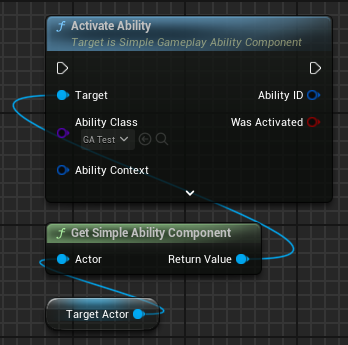 f Activate Ability
Target is Simple Gameplay Ability Component
Target
Ability ID
Ability Class
Was Activated
GA Test
Ability Context
f Get Simple Ability Component
Actor
Return Value
Target Actor